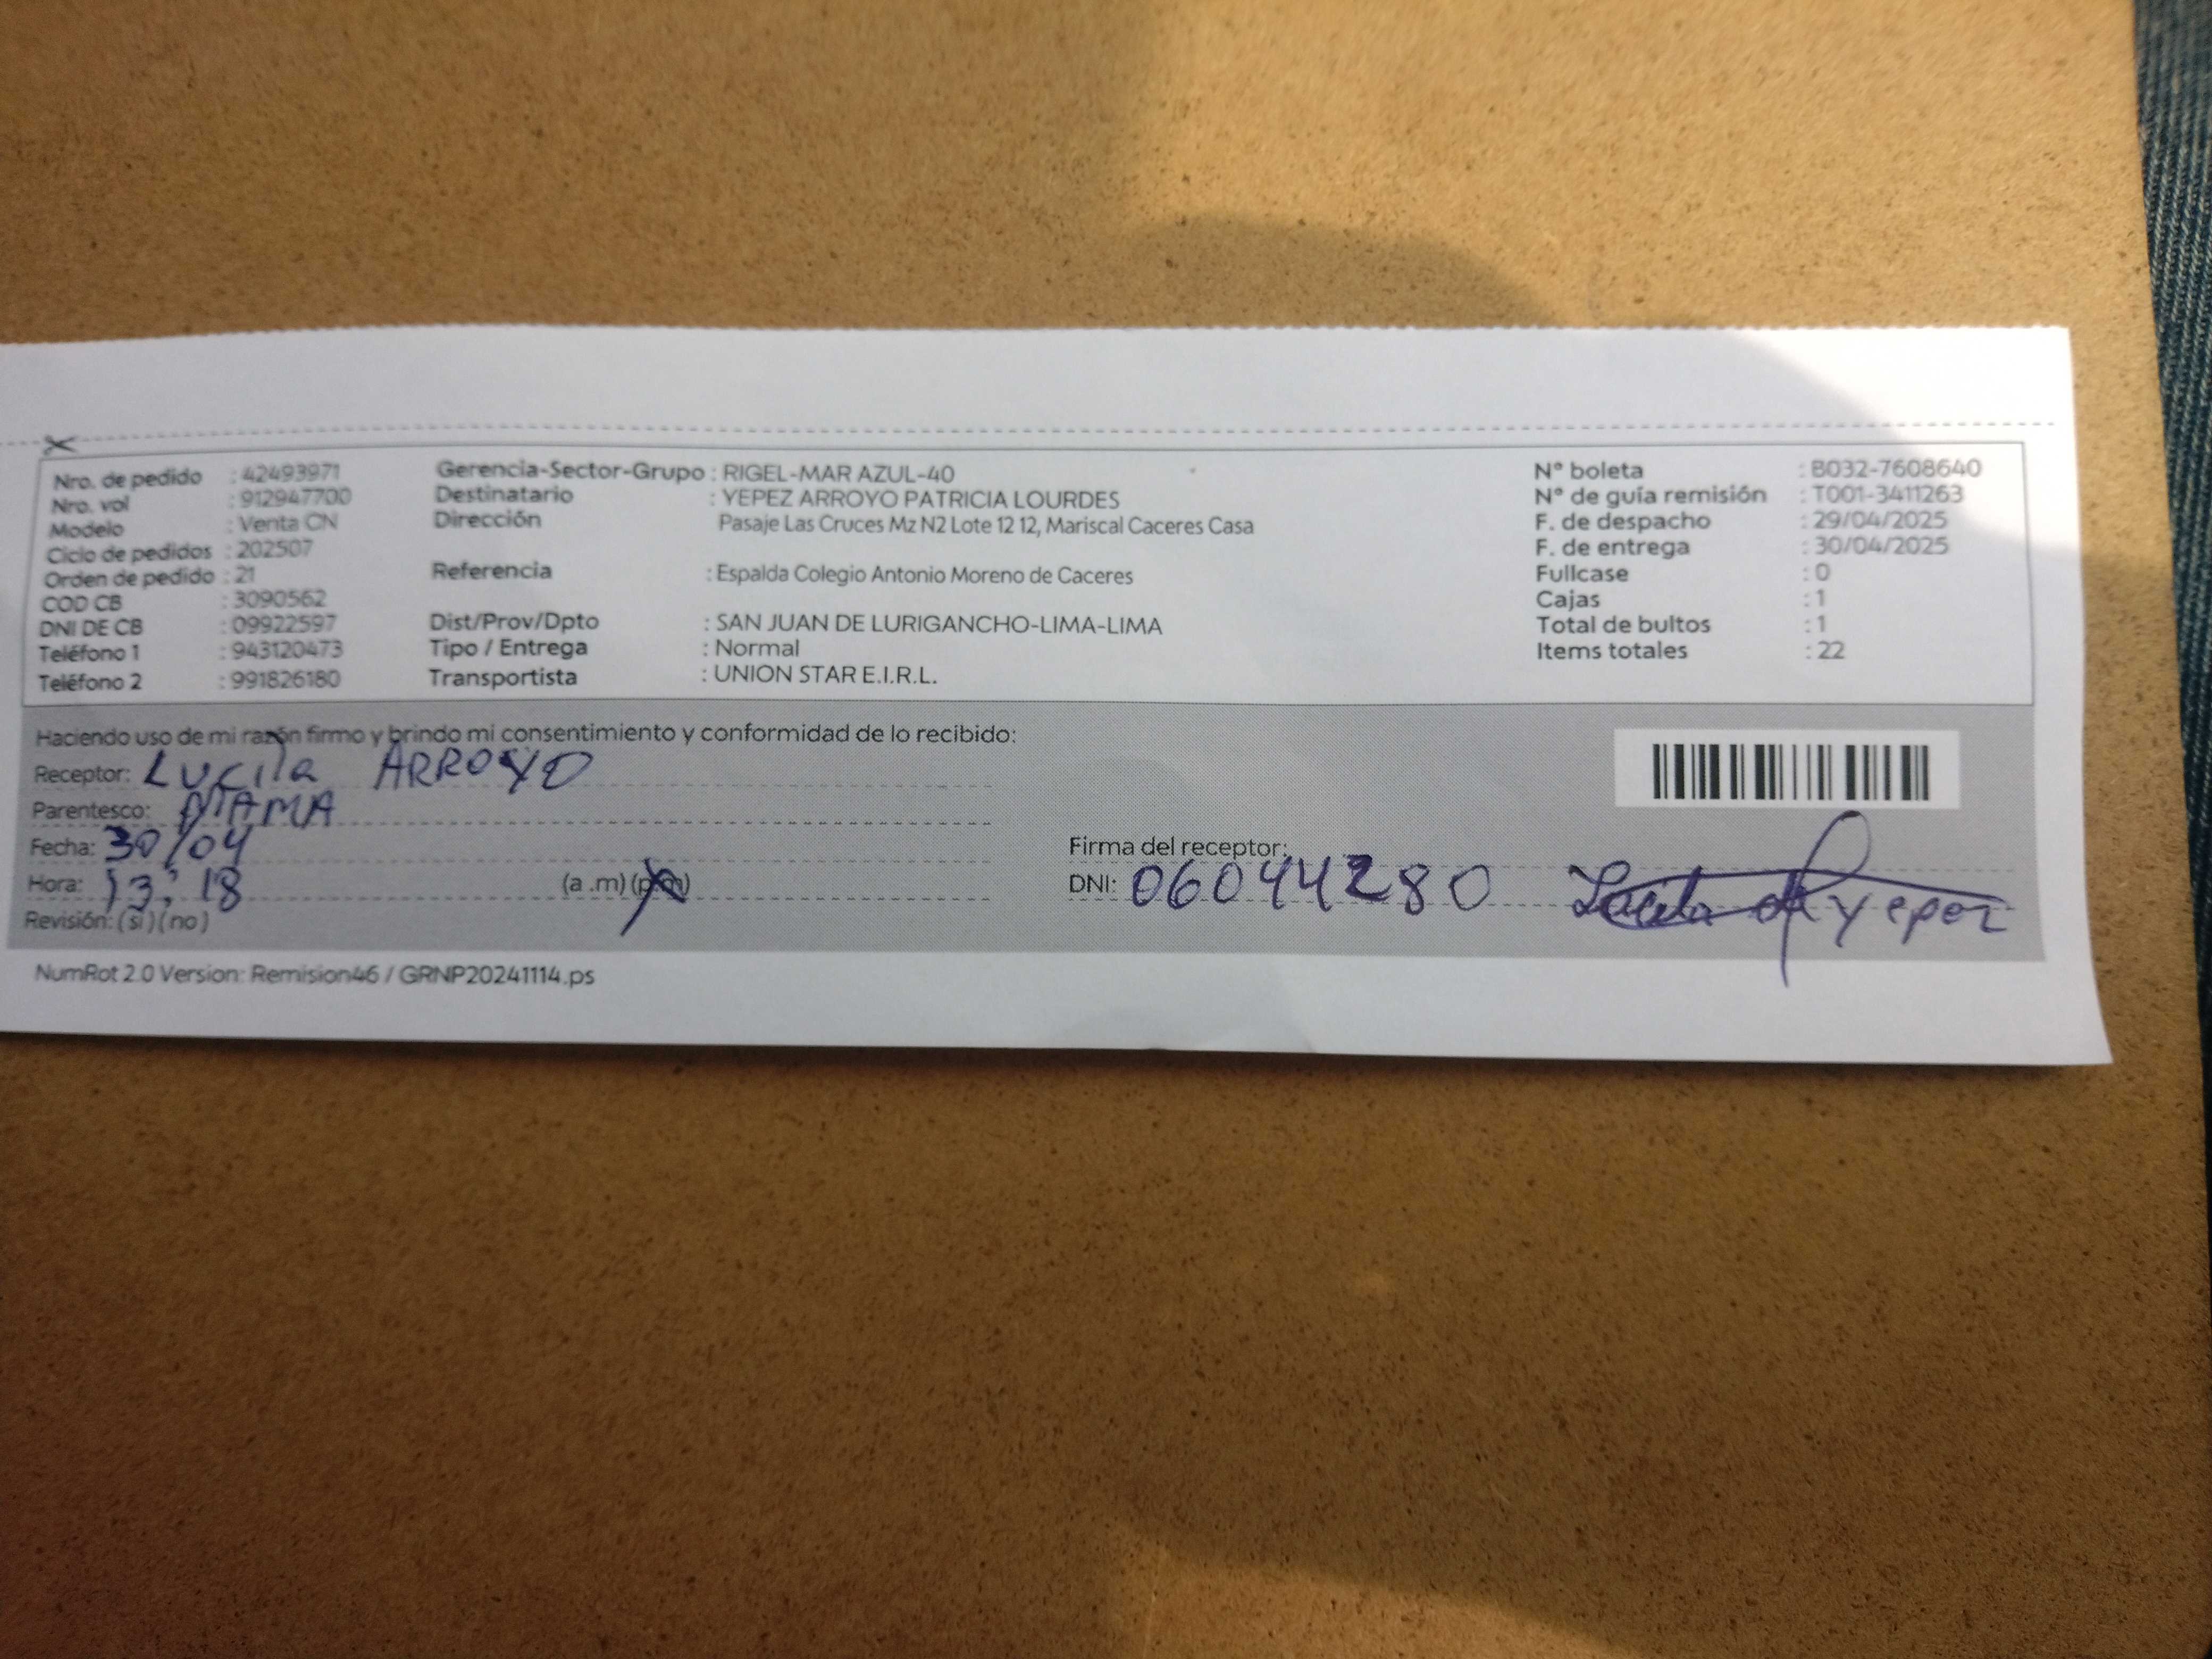 Nro. de pedido : 42493971
Nro. vol : 912947700
Modelo : Venta CN
Ciclo de pedidos : 202507
Orden de pedido : 21
COD CB : 3090562
DNI DE CB : 09922597
Teléfono 1 : 943120473
Teléfono 2 : 991826180
Gerencia-Sector-Grupo : RIGEL-MAR AZUL-40
Destinatario : YEPEZ ARROYO PATRICIA LOURDES
Dirección Pasaje Las Cruces Mz N2 Lote 12 12, Mariscal Caceres Casa
Referencia : Espalda Colegio Antonio Moreno de Caceres
Dist/Prov/Dpto : SAN JUAN DE LURIGANCHO-LIMA-LIMA
Tipo / Entrega : Normal
Transportista : UNION STAR E.I.R.L.
N° boleta : B032-7608640
N° de guía remisión : T001-3411263
F. de despacho : 29/04/2025
F. de entrega : 30/04/2025
Fullcase : 0
Cajas : 1
Total de bultos : 1
Items totales : 22
Haciendo uso de mi razón firmo y brindo mi consentimiento y conformidad de lo recibido:
Receptor: Lucila ARROYO
Parentesco: MAMA
Fecha: 30/04
Hora: 13:18 (a .m) (p.m)
Revisión: (si) (no)
Firma del receptor:
DNI: 06044280 Yepez
NumRot 2.0 Version: Remision46 / GRNP20241114.ps